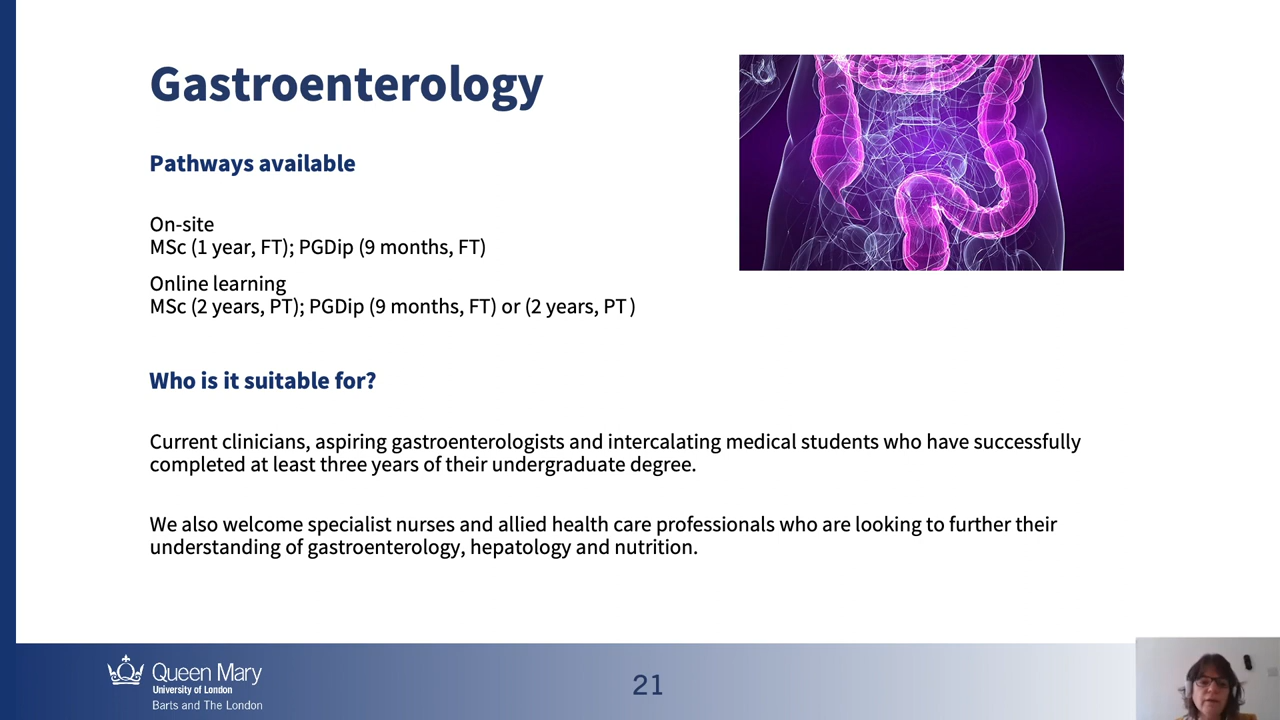 Gastroenterology
Pathways available
On-site
MSc (1 year, FT); PGDip (9 months, FT)
Online learning
MSc (2 years, PT); PGDip (9 months, FT) or (2 years, PT )
Who is it suitable for?
Current clinicians, aspiring gastroenterologists and intercalating medical students who have successfully
completed at least three years of their undergraduate degree.
We also welcome specialist nurses and allied health care professionals who are looking to further their
understanding of gastroenterology, hepatology and nutrition.
Queen Mary
University of London
Barts and The London
21